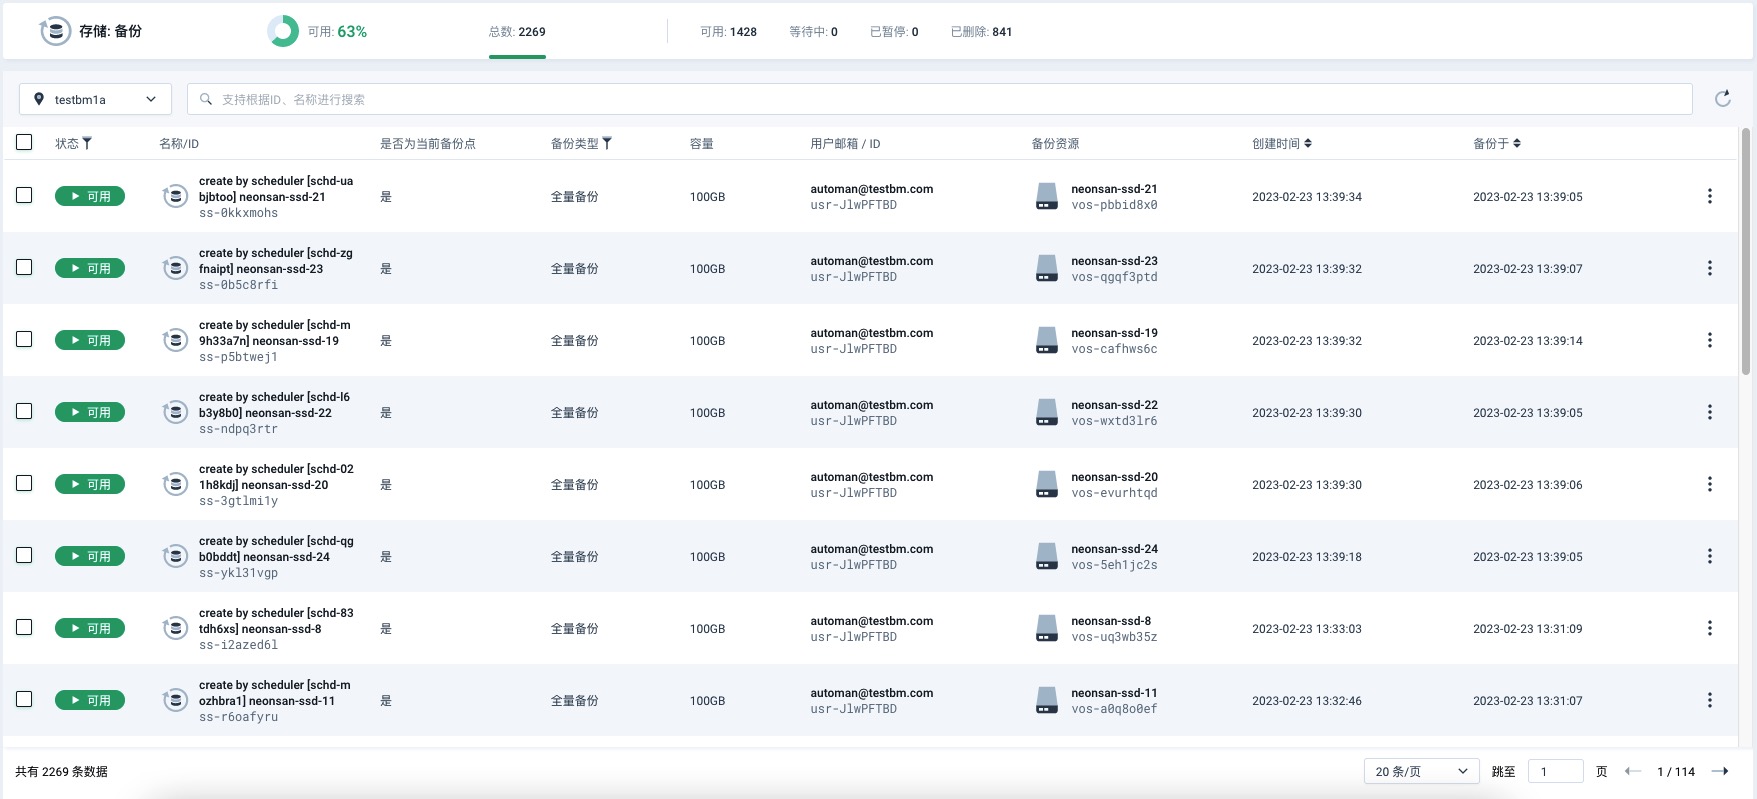 存储: 备份
可用: 63%
总数: 2269
可用: 1428
等待中: 0
已暂停: 0
已删除: 841
testbm1a
支持根据ID、名称进行搜索
状态 名称/ID 是否为当前备份点 备份类型 容量 用户邮箱 / ID 备份资源 创建时间 备份于
create by scheduler [schd-ua
可用 bjbtoo] neonsan-ssd-21 是 全量备份 100GB automan@testbm.com neonsan-ssd-21 2023-02-23 13:39:34 2023-02-23 13:39:05
ss-0kkxmohs usr-JlwPFTBD vos-pbbid8x0
create by scheduler [schd-zg
可用 fnaipt] neonsan-ssd-23 是 全量备份 100GB automan@testbm.com neonsan-ssd-23 2023-02-23 13:39:32 2023-02-23 13:39:07
ss-0b5c8rfi usr-JlwPFTBD vos-qgqf3ptd
create by scheduler [schd-m
可用 9h33a7n] neonsan-ssd-19 是 全量备份 100GB automan@testbm.com neonsan-ssd-19 2023-02-23 13:39:32 2023-02-23 13:39:14
ss-p5btwej1 usr-JlwPFTBD vos-cafhws6c
create by scheduler [schd-l6
可用 b3y8b0] neonsan-ssd-22 是 全量备份 100GB automan@testbm.com neonsan-ssd-22 2023-02-23 13:39:30 2023-02-23 13:39:05
ss-ndpq3rtr usr-JlwPFTBD vos-wxtd3lr6
create by scheduler [schd-02
可用 1h8kdj] neonsan-ssd-20 是 全量备份 100GB automan@testbm.com neonsan-ssd-20 2023-02-23 13:39:30 2023-02-23 13:39:06
ss-3gtlmi1y usr-JlwPFTBD vos-evurhtqd
create by scheduler [schd-qg
可用 b0bddt] neonsan-ssd-24 是 全量备份 100GB automan@testbm.com neonsan-ssd-24 2023-02-23 13:39:18 2023-02-23 13:39:05
ss-ykl31vgp usr-JlwPFTBD vos-5eh1jc2s
create by scheduler [schd-83
可用 tdh6xs] neonsan-ssd-8 是 全量备份 100GB automan@testbm.com neonsan-ssd-8 2023-02-23 13:33:03 2023-02-23 13:31:09
ss-i2azed6l usr-JlwPFTBD vos-uq3wb35z
create by scheduler [schd-m
可用 ozhbra1] neonsan-ssd-11 是 全量备份 100GB automan@testbm.com neonsan-ssd-11 2023-02-23 13:32:46 2023-02-23 13:31:07
ss-r6oafyru usr-JlwPFTBD vos-a0q8o0ef
共有 2269 条数据 20 条/页 跳至 1 页 1 / 114